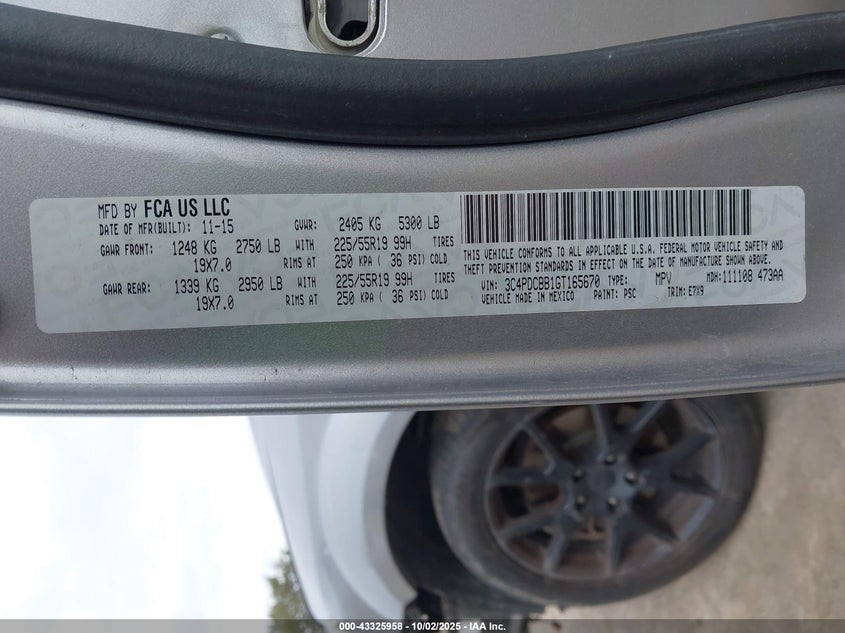 MFD BY FCA US LLC
DATE OF MFR(BUILT): 11-15 GVWR: 2405 KG 5300 LB
GAWR FRONT: 1248 KG 2750 LB WITH 225/55R19 99H TIRES
19X7.0 RIMS AT 250 KPA ( 36 PSI) COLD
GAWR REAR: 1339 KG 2950 LB WITH 225/55R19 99H TIRES
19X7.0 RIMS AT 250 KPA ( 36 PSI) COLD
THIS VEHICLE CONFORMS TO ALL APPLICABLE U.S.A. FEDERAL MOTOR VEHICLE SAFETY AND
THEFT PREVENTION STANDARDS IN EFFECT ON THE DATE OF MANUFACTURE SHOWN ABOVE.
VIN: 3C4PDCBB1GT165670 TYPE: MPV MDH:111108 473AA
VEHICLE MADE IN MEXICO PAINT: PSC TRIM: E7X9
000-43325958 - 10/02/2025 - IAA Inc.